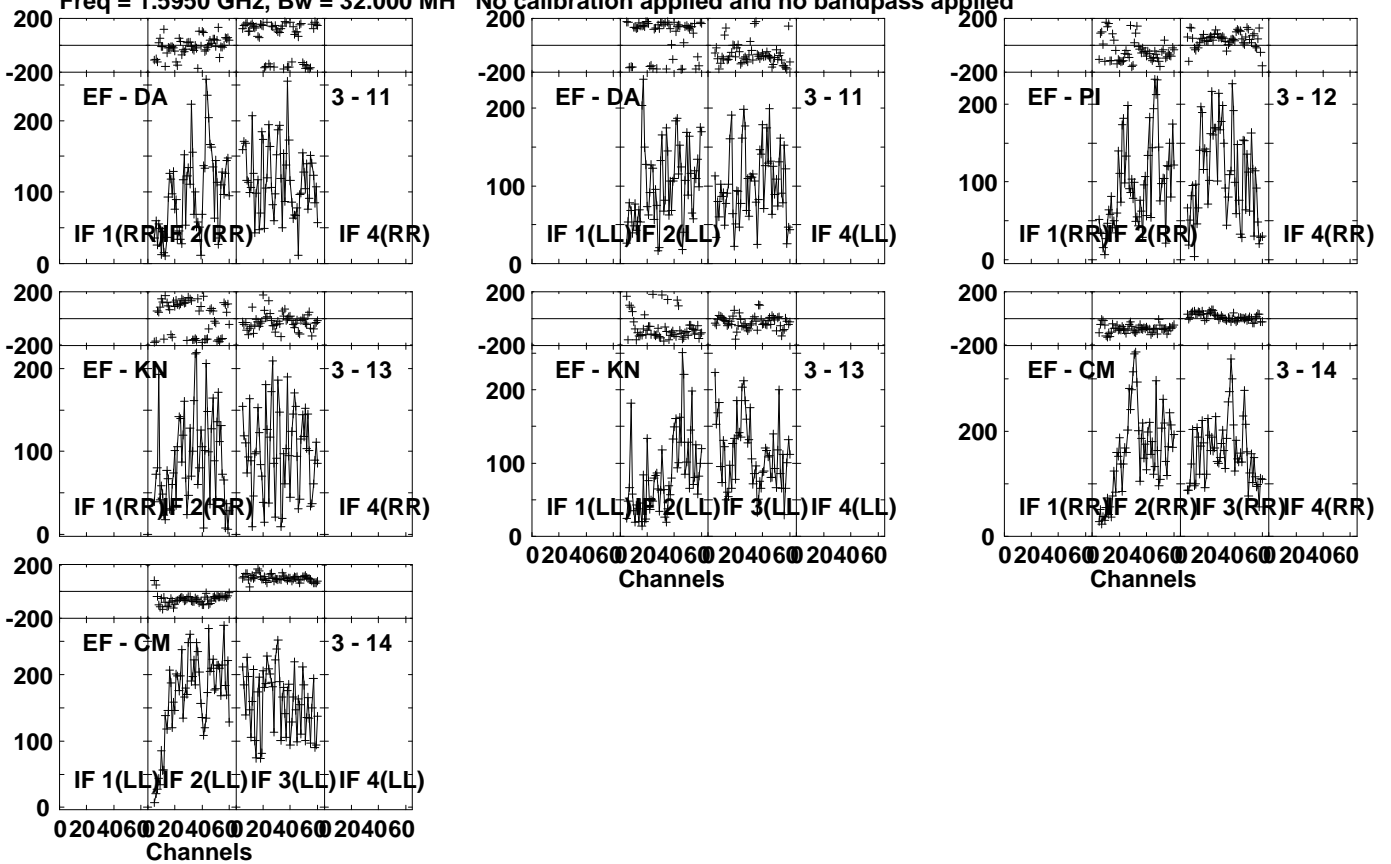 Freq = 1.5950 GHz, Bw = 32.000 MH No calibration applied and no bandpass applied
200 200 200
-200 -200 -200
EF - DA 3 - 11 EF - DA 3 - 11 EF - PI 3 - 12
200 200 200
100 100 100
IF 1(RR) IF 2(RR) IF 4(RR) IF 1(LL) IF 2(LL) IF 4(LL) IF 1(RR) IF 2(RR) IF 4(RR)
0 0 0
200 200 200
-200 -200 -200
EF - KN 3 - 13 EF - KN 3 - 13 EF - CM 3 - 14
200 200 200
100 100
IF 1(RR) IF 2(RR) IF 4(RR) IF 1(LL) IF 2(LL) IF 3(LL) IF 4(LL) IF 1(RR) IF 2(RR) IF 3(RR) IF 4(RR)
0 0 0
0 20 40 60 0 20 40 60 0 20 40 60 0 20 40 60 0 20 40 60 0 20 40 60 0 20 40 60 0 20 40 60
Channels Channels
200
-200
EF - CM 3 - 14
200
100
IF 1(LL) IF 2(LL) IF 3(LL) IF 4(LL)
0
0 20 40 60 0 20 40 60 0 20 40 60 0 20 40 60
Channels